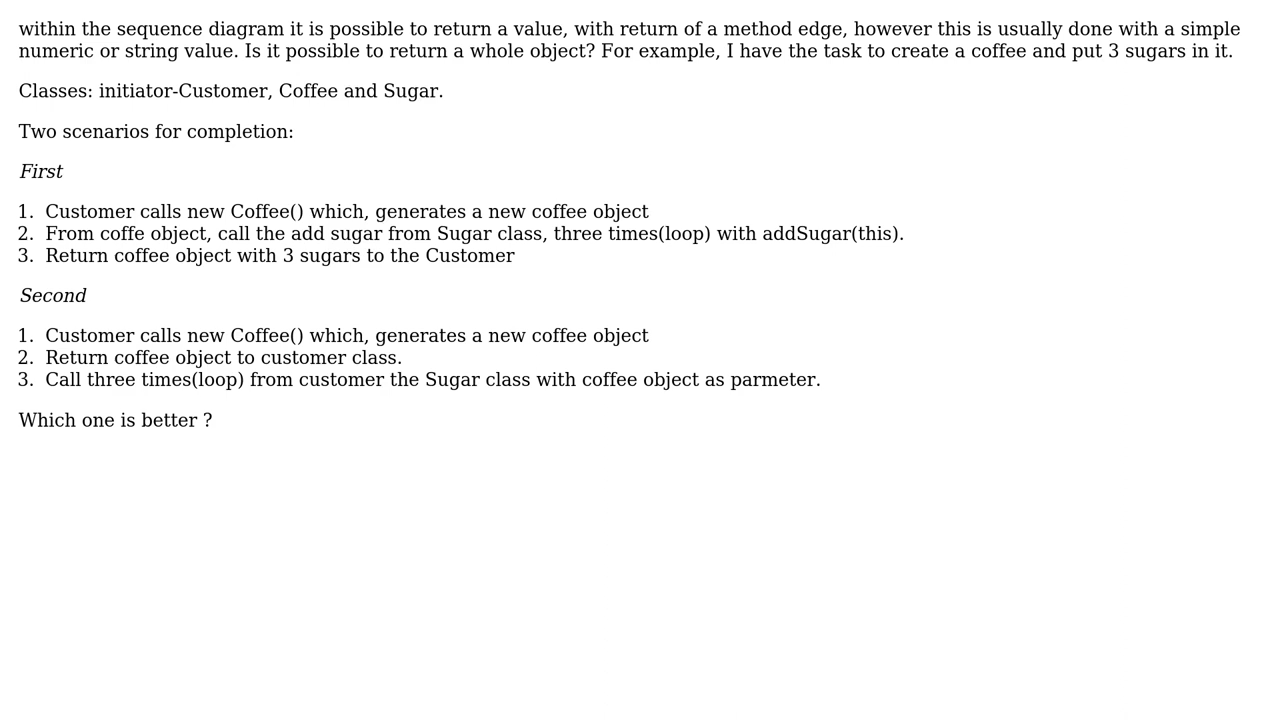 within the sequence diagram it is possible to return a value, with return of a method edge, however this is usually done with a simple
numeric or string value. Is it possible to return a whole object? For example, I have the task to create a coffee and put 3 sugars in it.
Classes: initiator-Customer, Coffee and Sugar.
Two scenarios for completion:
First
1. Customer calls new Coffee() which, generates a new coffee object
2. From coffe object, call the add sugar from Sugar class, three times(loop) with addSugar(this).
3. Return coffee object with 3 sugars to the Customer
Second
1. Customer calls new Coffee() which, generates a new coffee object
2. Return coffee object to customer class.
3. Call three times(loop) from customer the Sugar class with coffee object as parmeter.
Which one is better ?